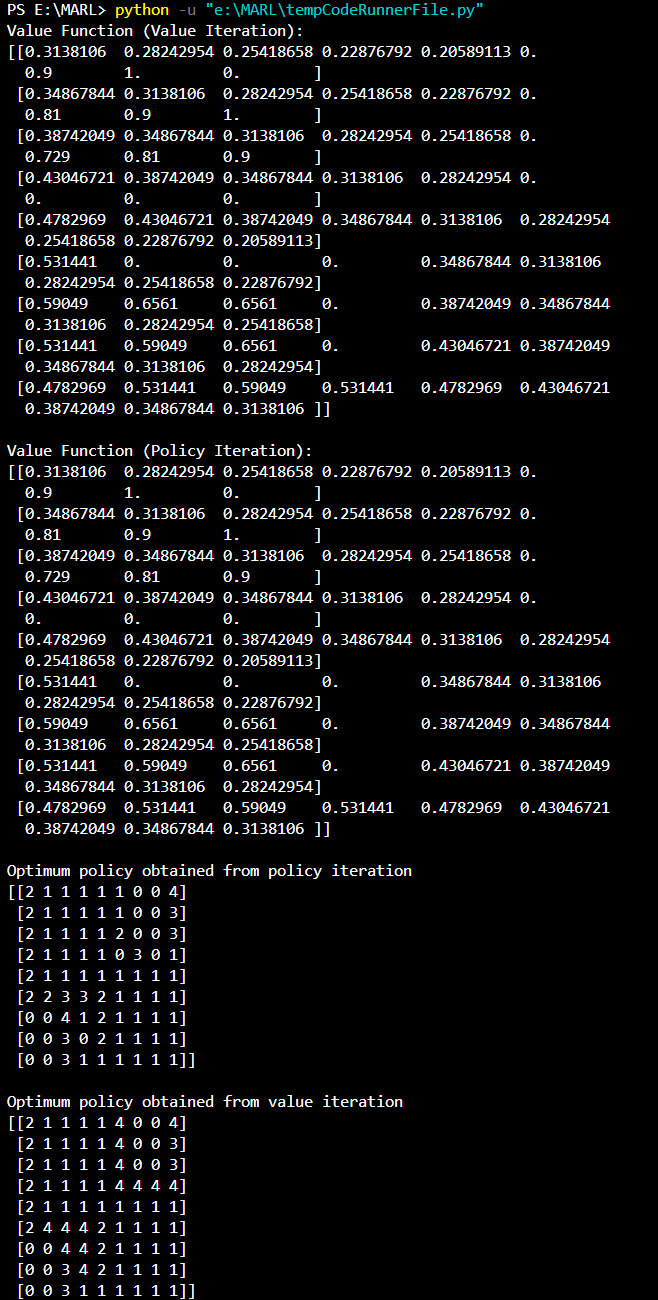 PS E:\MARL> python -u "e:\MARL\tempCodeRunnerFile.py"
Value Function (Value Iteration):
[[0.3138106  0.28242954 0.25418658 0.22876792 0.20589113 0.
  0.9        1.         0.        ]
 [0.34867844 0.3138106  0.28242954 0.25418658 0.22876792 0.
  0.81       0.9        1.        ]
 [0.38742049 0.34867844 0.3138106  0.28242954 0.25418658 0.
  0.729      0.81       0.9       ]
 [0.43046721 0.38742049 0.34867844 0.3138106  0.28242954 0.
  0.         0.         0.        ]
 [0.4782969  0.43046721 0.38742049 0.34867844 0.3138106  0.28242954
  0.25418658 0.22876792 0.20589113]
 [0.531441   0.         0.         0.         0.34867844 0.3138106
  0.28242954 0.25418658 0.22876792]
 [0.59049    0.6561     0.6561     0.         0.38742049 0.34867844
  0.3138106  0.28242954 0.25418658]
 [0.531441   0.59049    0.6561     0.         0.43046721 0.38742049
  0.34867844 0.3138106  0.28242954]
 [0.4782969  0.531441   0.59049    0.531441   0.4782969  0.43046721
  0.38742049 0.34867844 0.3138106 ]]

Value Function (Policy Iteration):
[[0.3138106  0.28242954 0.25418658 0.22876792 0.20589113 0.
  0.9        1.         0.        ]
 [0.34867844 0.3138106  0.28242954 0.25418658 0.22876792 0.
  0.81       0.9        1.        ]
 [0.38742049 0.34867844 0.3138106  0.28242954 0.25418658 0.
  0.729      0.81       0.9       ]
 [0.43046721 0.38742049 0.34867844 0.3138106  0.28242954 0.
  0.         0.         0.        ]
 [0.4782969  0.43046721 0.38742049 0.34867844 0.3138106  0.28242954
  0.25418658 0.22876792 0.20589113]
 [0.531441   0.         0.         0.         0.34867844 0.3138106
  0.28242954 0.25418658 0.22876792]
 [0.59049    0.6561     0.6561     0.         0.38742049 0.34867844
  0.3138106  0.28242954 0.25418658]
 [0.531441   0.59049    0.6561     0.         0.43046721 0.38742049
  0.34867844 0.3138106  0.28242954]
 [0.4782969  0.531441   0.59049    0.531441   0.4782969  0.43046721
  0.38742049 0.34867844 0.3138106 ]]

Optimum policy obtained from policy iteration
[[2 1 1 1 1 1 0 0 4]
 [2 1 1 1 1 1 0 0 3]
 [2 1 1 1 1 2 0 0 3]
 [2 1 1 1 1 0 3 0 1]
 [2 1 1 1 1 1 1 1 1]
 [2 2 3 3 2 1 1 1 1]
 [0 0 4 1 2 1 1 1 1]
 [0 0 3 0 2 1 1 1 1]
 [0 0 3 1 1 1 1 1 1]]

Optimum policy obtained from value iteration
[[2 1 1 1 1 4 0 0 4]
 [2 1 1 1 1 4 0 0 3]
 [2 1 1 1 1 4 0 0 3]
 [2 1 1 1 1 4 4 4 4]
 [2 1 1 1 1 1 1 1 1]
 [2 4 4 4 2 1 1 1 1]
 [0 0 4 4 2 1 1 1 1]
 [0 0 3 4 2 1 1 1 1]
 [0 0 3 1 1 1 1 1 1]]